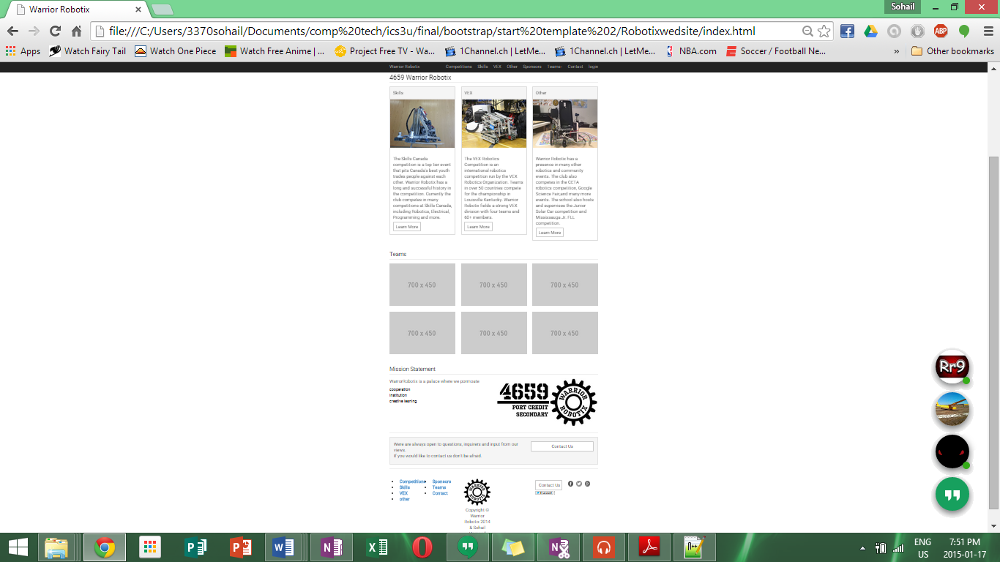 Warrior Robotix
Sohail
file:///C:/Users/3370sohail/Documents/comp%20tech/ics3u/final/bootstrap/start%20template%202/Robotixwedsite/index.html
Apps Watch Fairy Tail Watch One Piece Watch Free Anime | ... Project Free TV - Wa... 1Channel.ch | LetMe... 1Channel.ch | LetMe... NBA.com Soccer / Football Ne... » Other bookmarks
Warrior Robotix Competitions Skills VEX Other Sponsors Teams Contact login
4659 Warrior Robotix
Skills
The Skills Canada
competition is a top tier event
that pits Canada's best youth
trades people against each
other. Warrior Robotix has a
long and successful history in
the competition. Currently the
club competes in many
competitions at Skills Canada,
including Robotics, Electrical,
Programming and more.
Learn More
VEX
The VEX Robotics
Competition is an
international robotics
competition run by the VEX
Robotics Organization. Teams
in over 50 countries compete
for the championship in
Louisville Kentucky. Warrior
Robotix fields a strong VEX
division with four teams and
60+ members.
Learn More
Other
Warrior Robotix has a
presence in many other
robotics and community
events. The club also
competes in the CETA
robotics competition, Google
Science Fair,and many more
events. The school also hosts
and supervises the Junior
Solar Car competition and
Mississauga Jr. FLL
competition.
Learn More
Teams
700 x 450 700 x 450 700 x 450
700 x 450 700 x 450 700 x 450
Mission Statement
WarriorRobotix is a palace where we pormoate
cooperation
institution
creative leaning
4659
PORT CREDIT
SECONDARY
WARRIOR
ROBOTIX
Were are always open to questions, inquirers and input from our
views.
If you would like to contact us don't be afraid.
Contact Us
Competitions
Skills
VEX
other
Sponsors
Teams
Contact
WARRIOR
ROBOTIX
Copyright ©
Warrior
Robotix 2014
& Sohail
Contact Us
Rr9
ABP
ENG
US
7:51 PM
2015-01-17